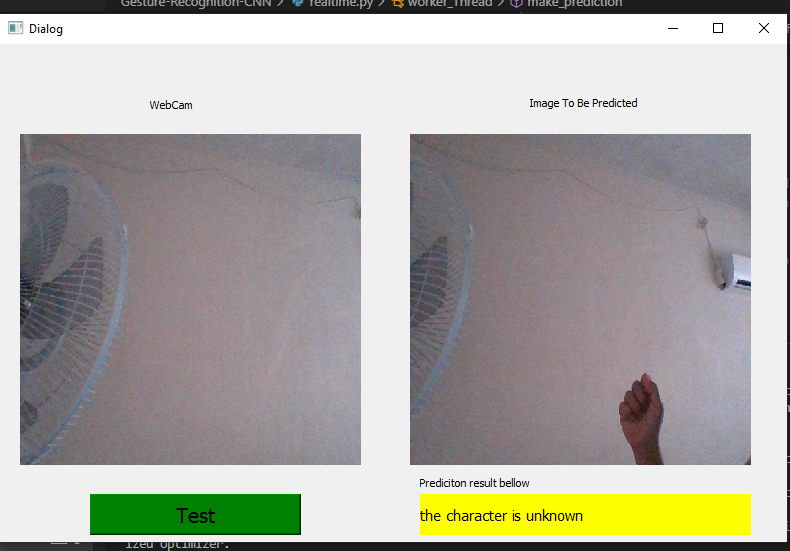 Gesture-Recognition-CNN > realtime.py > worker_Thread > make_prediction
Dialog
WebCam
Image To Be Predicted
Prediciton result bellow
Test
the character is unknown
ized optimizer.